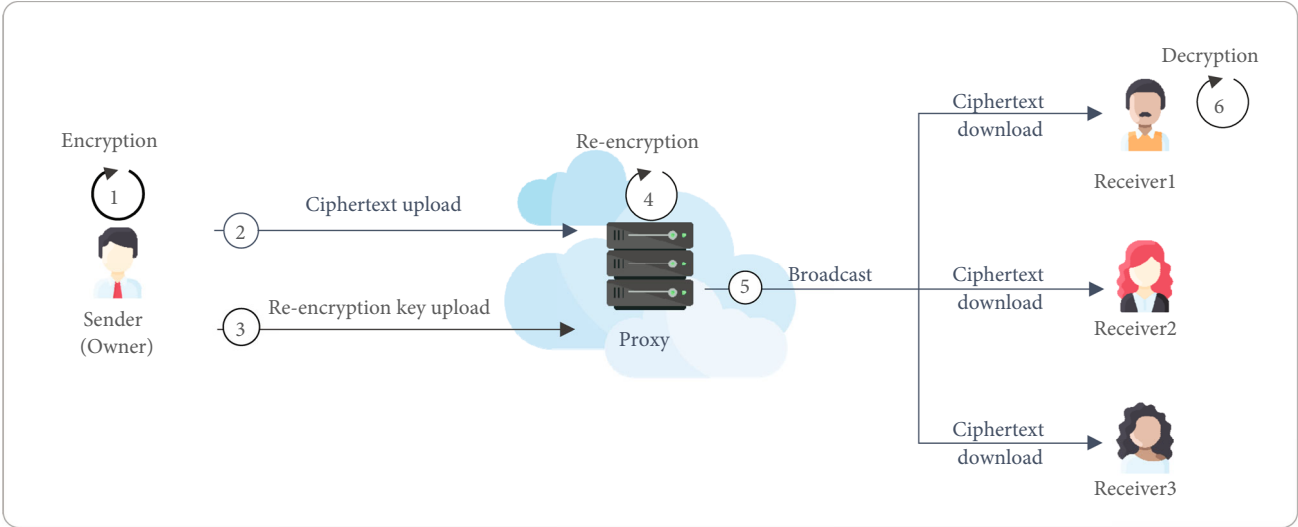 Encryption
1
Sender
(Owner)
2
Ciphertext upload
3
Re-encryption key upload
Re-encryption
4
Proxy
5
Broadcast
Ciphertext
download
Decryption
6
Receiver1
Ciphertext
download
Receiver2
Ciphertext
download
Receiver3